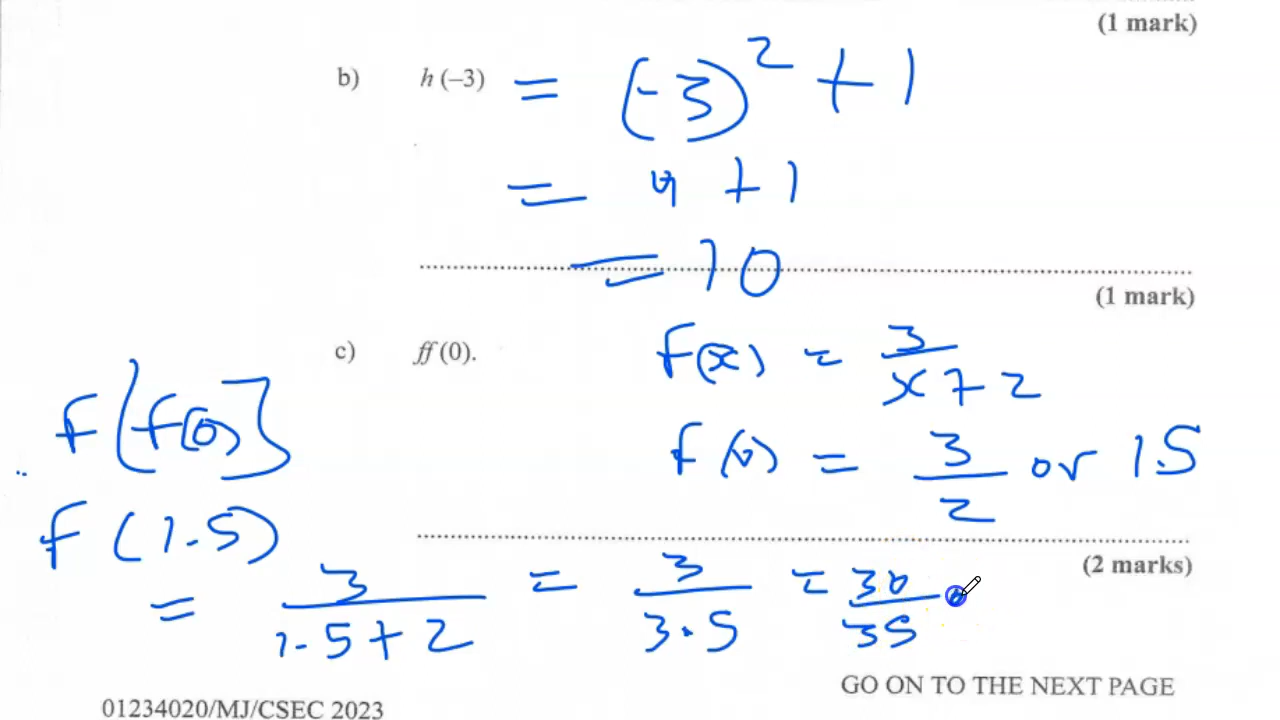 (1 mark)
b) h (–3) = (-3)² + 1
= 9 + 1
= 10
(1 mark)
c) ff (0). f(x) = 3/x+2
f[f(0)]
f(0) = 3/2 or 1.5
f(1.5)
(2 marks)
= 3/1.5+2 = 3/3.5 = 30/35
GO ON TO THE NEXT PAGE
01234020/MJ/CSEC 2023